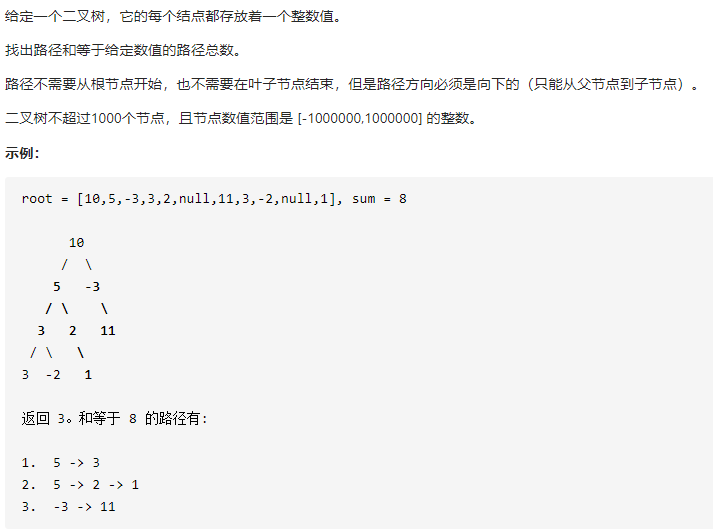 给定一个二叉树，它的每个结点都存放着一个整数值。
找出路径和等于给定数值的路径总数。
路径不需要从根节点开始，也不需要在叶子节点结束，但是路径方向必须是向下的（只能从父节点到子节点）。
二叉树不超过1000个节点，且节点数值范围是 [-1000000,1000000] 的整数。
示例：
root = [10,5,-3,3,2,null,11,3,-2,null,1], sum = 8
      10
     /  \
    5   -3
   / \    \
  3   2   11
 / \   \
3  -2   1
返回 3。和等于 8 的路径有:
1.  5 -> 3
2.  5 -> 2 -> 1
3.  -3 -> 11